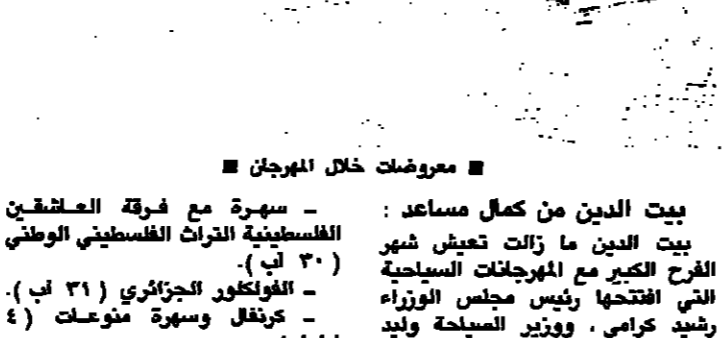 ■ معروضات خلال المهرجان ■
بيت الدين من كمال مساعد :
بيت الدين ما زالت تعيش شهر
الفرح الكبير مع المهرجانات السياحية
التي افتتحها رئيس مجلس الوزراء
رشيد كرامي ، ووزير السياحة وليد
ـ سهرة مع فرقة العـاشقـين
الفلسطينية التراث الفلسطيني الوطني
( ٣٠ آب ).
ـ الفولكلور الجزائري ( ٣١ آب ).
ـ كرنفال وسهرة منوعـات ( ٤